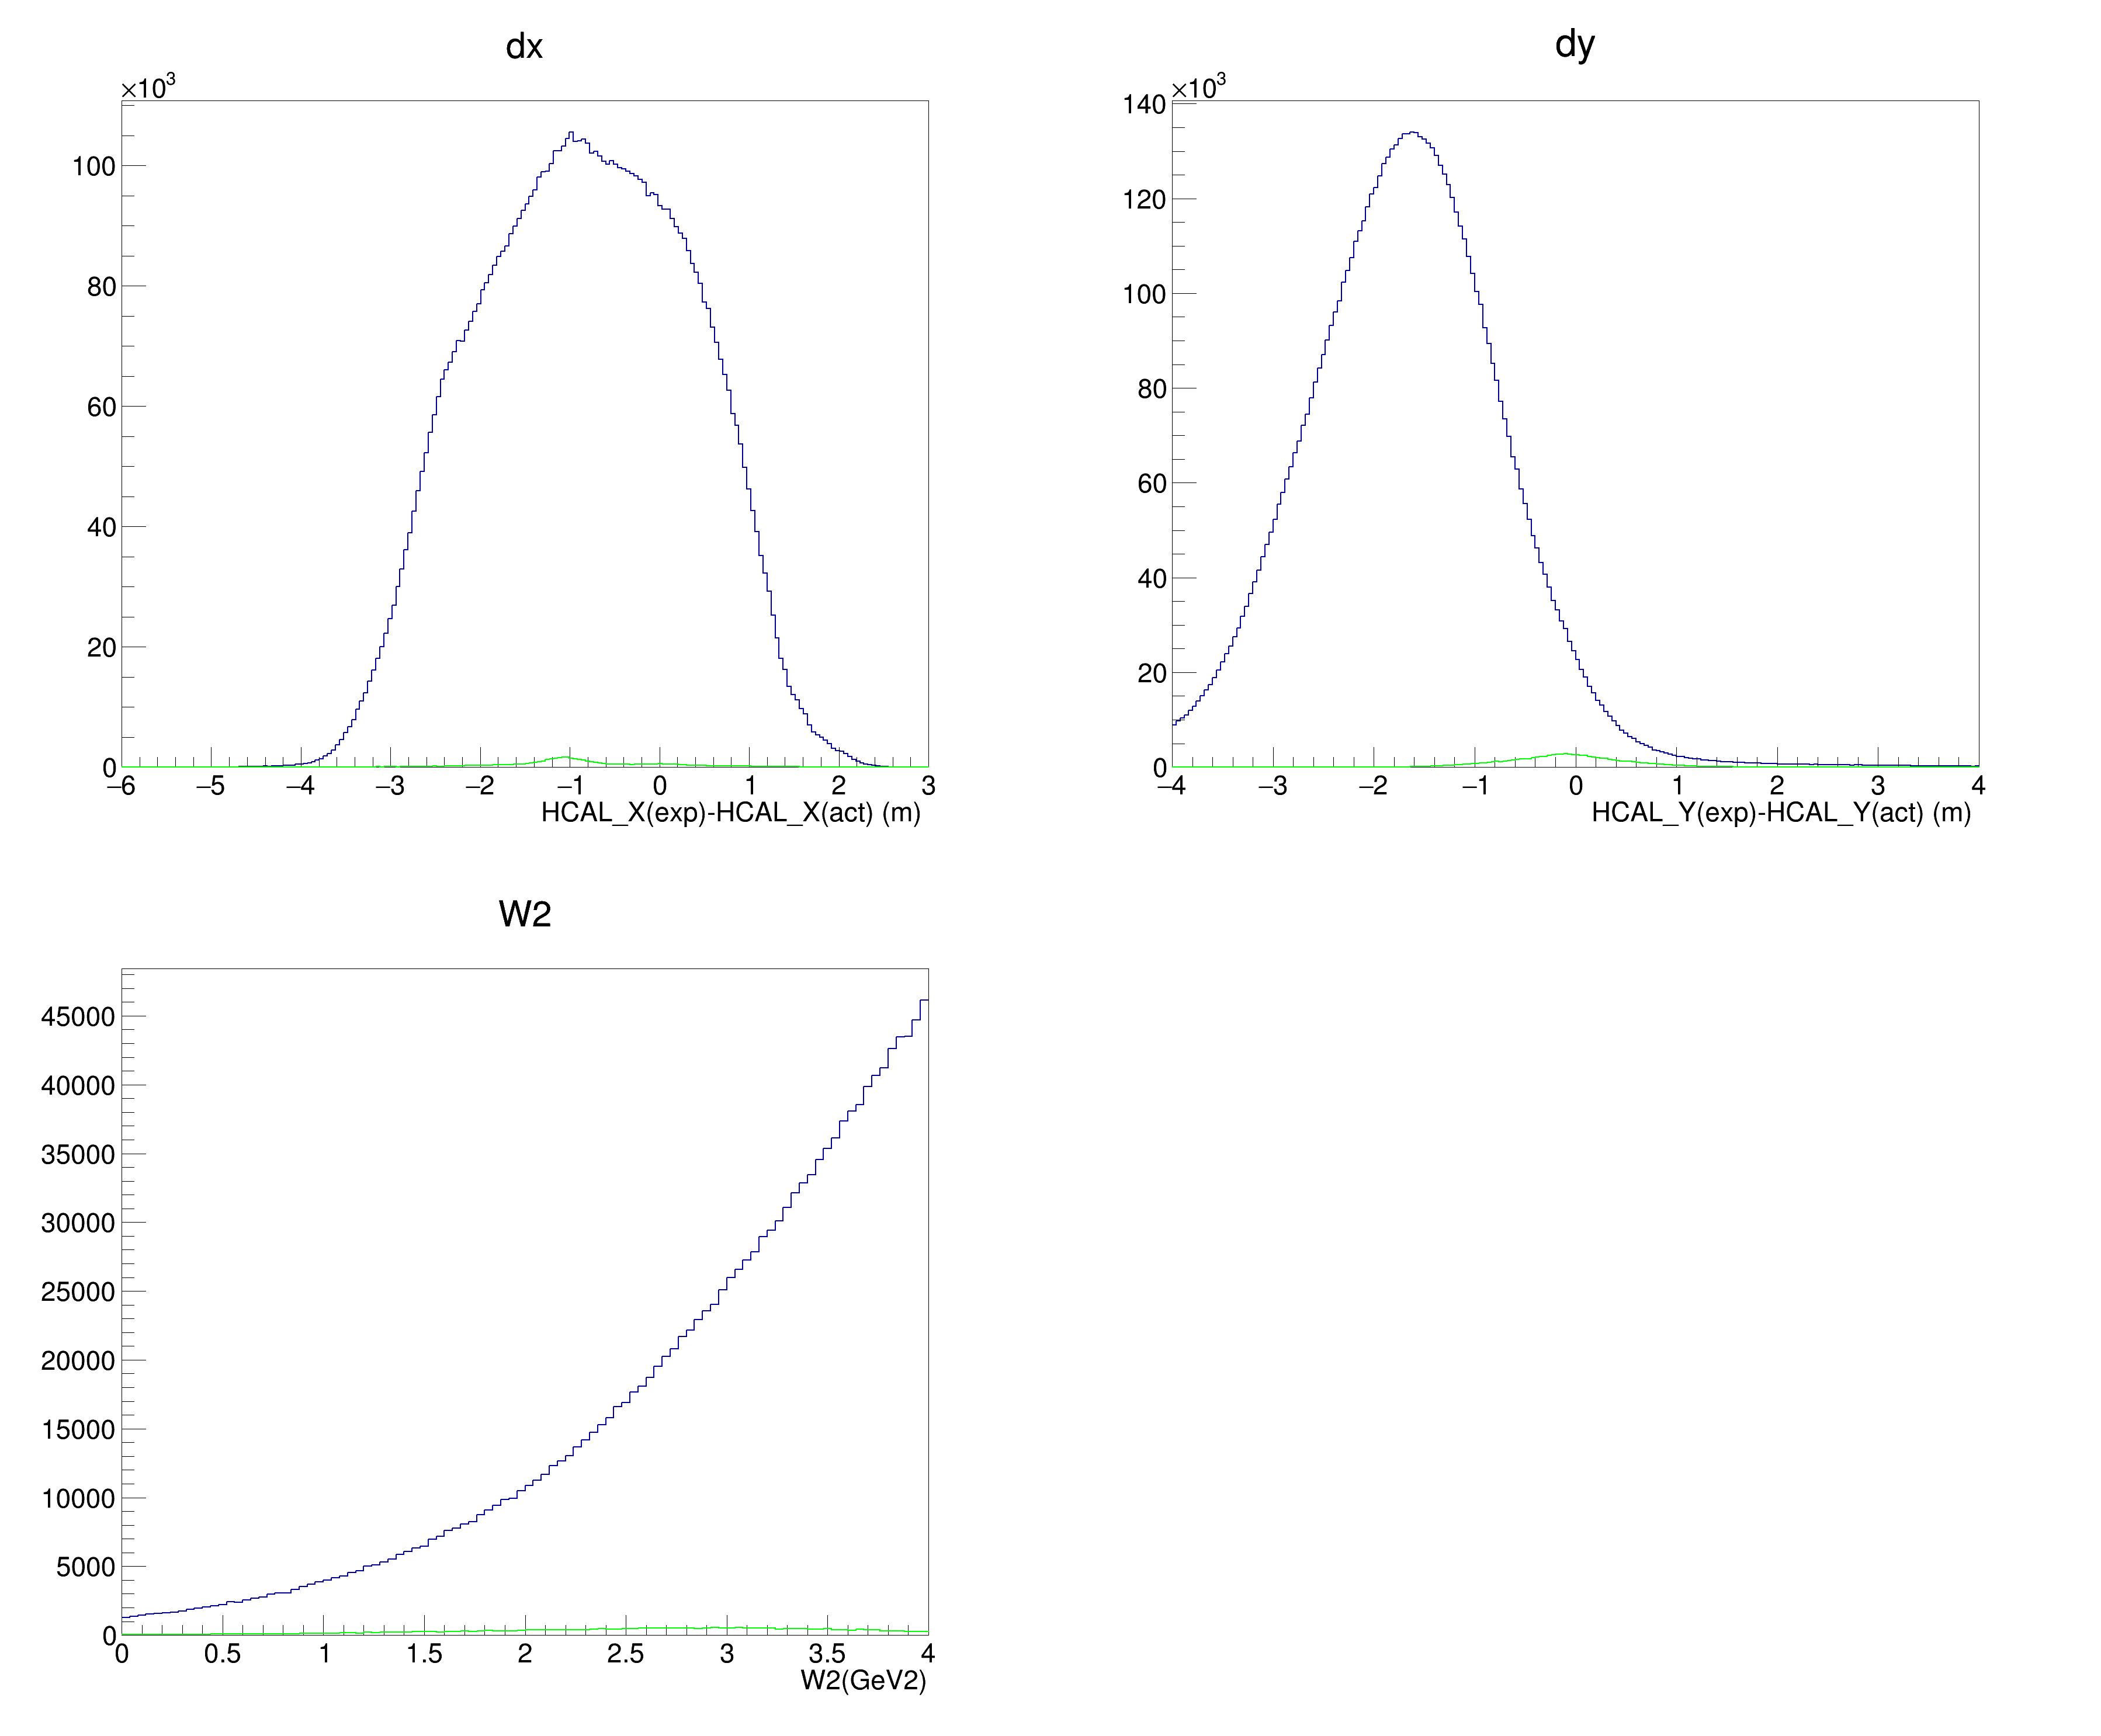 dx
×10³
100
80
60
40
20
0
−6 −5 −4 −3 −2 −1 0 1 2 3
HCAL_X(exp)-HCAL_X(act) (m)
dy
×10³
140
120
100
80
60
40
20
0
−4 −3 −2 −1 0 1 2 3 4
HCAL_Y(exp)-HCAL_Y(act) (m)
W2
45000
40000
35000
30000
25000
20000
15000
10000
5000
0
0 0.5 1 1.5 2 2.5 3 3.5 4
W2(GeV2)